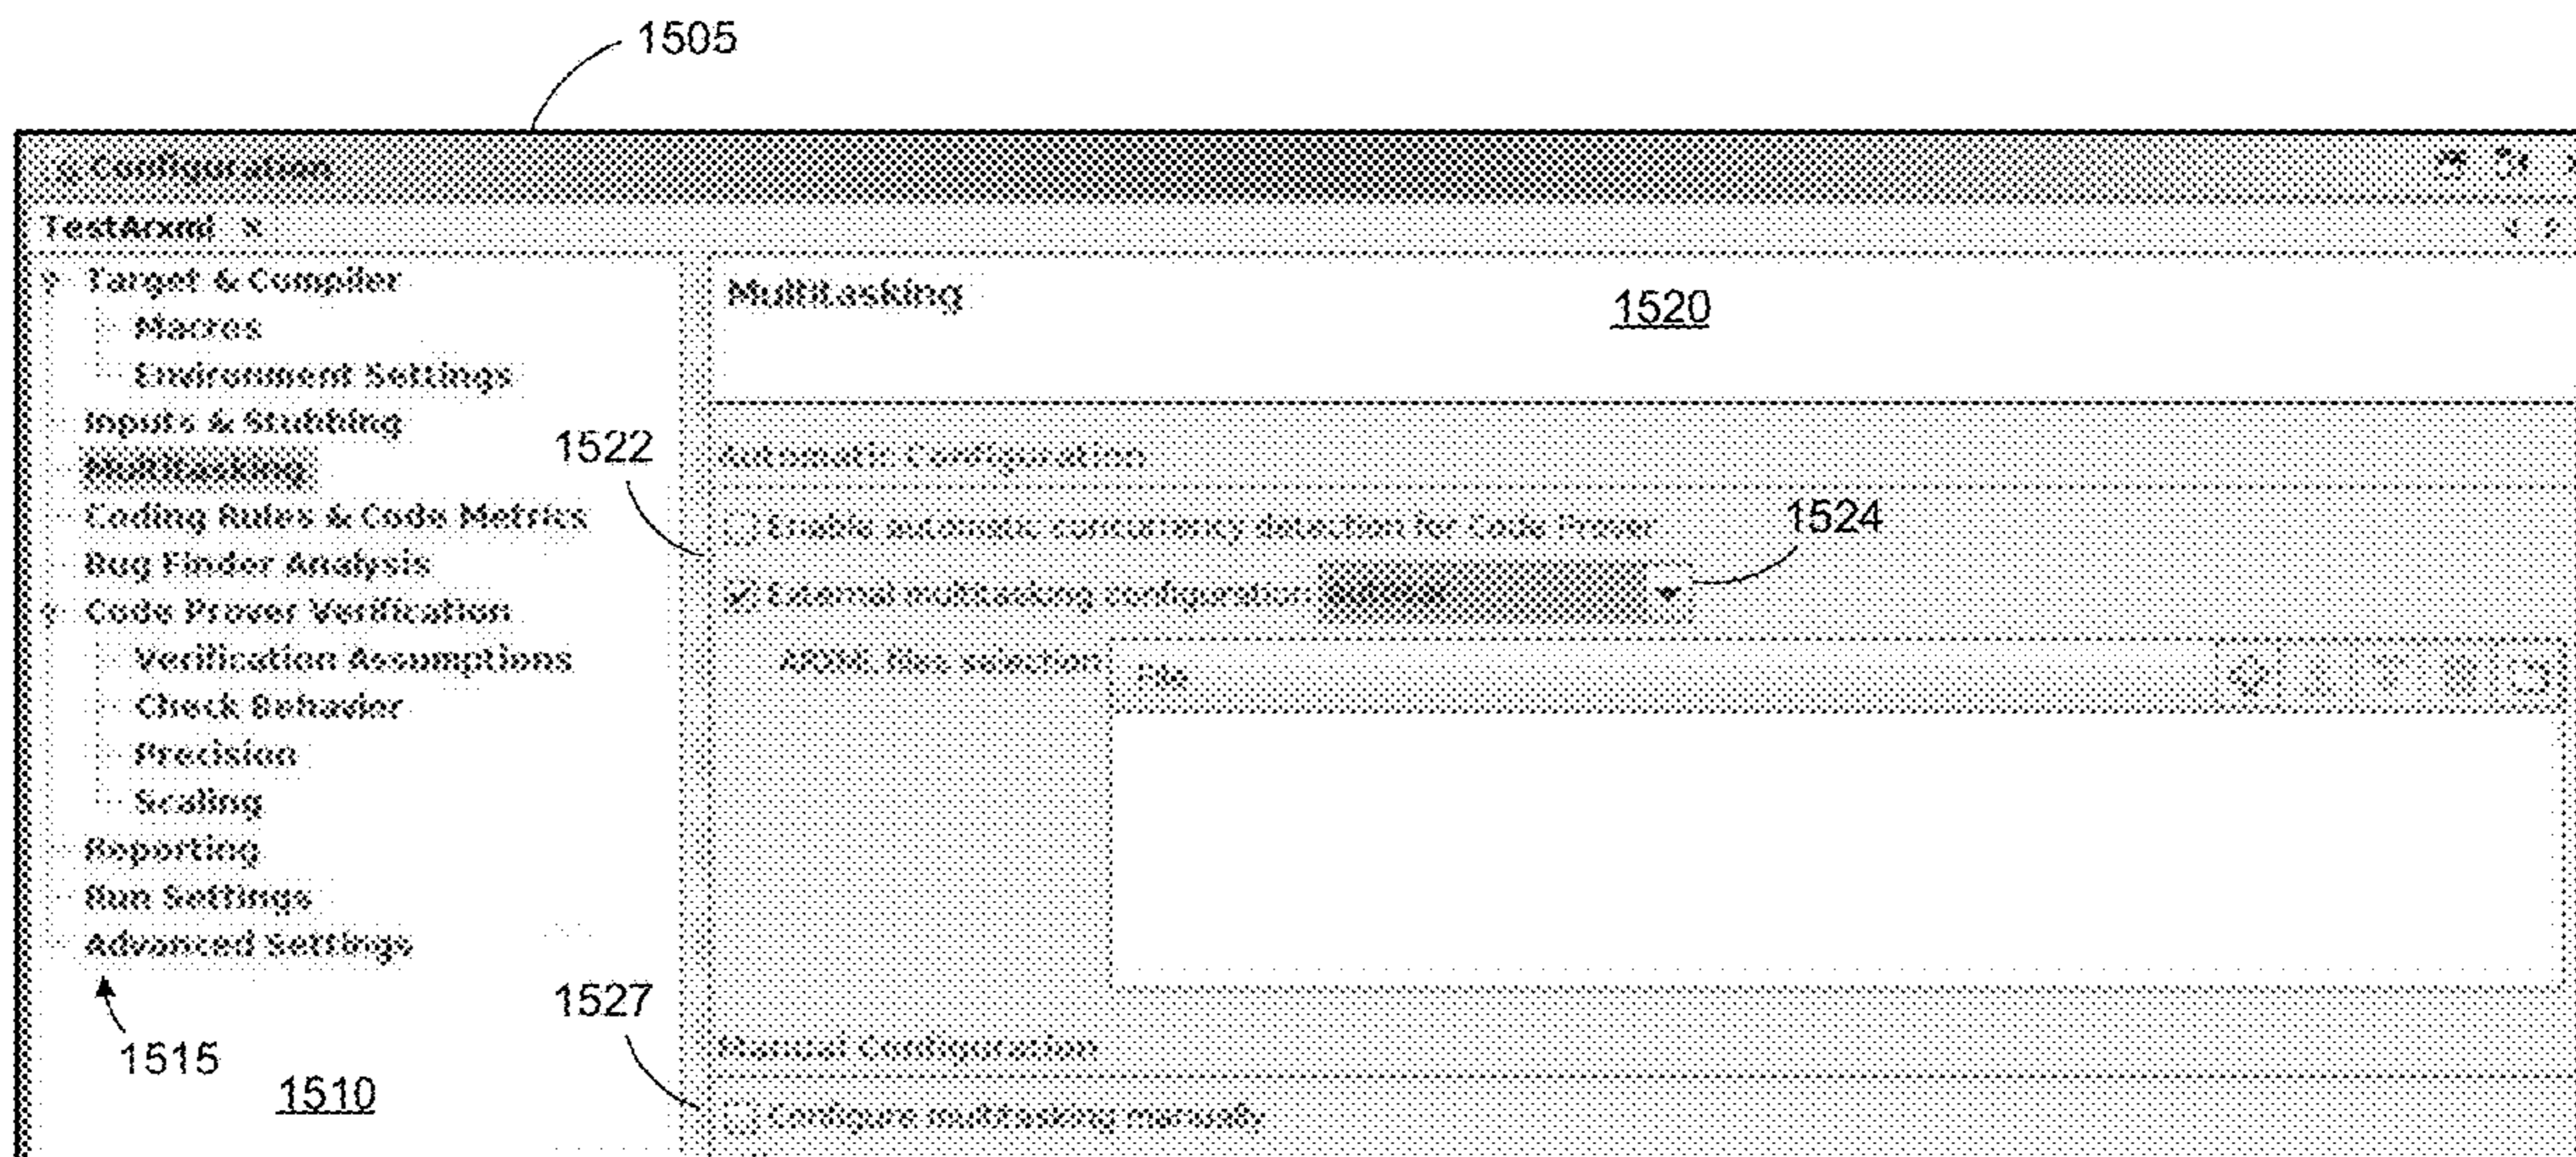 1505
Configuration
TestArxml ×
Target & Compiler
Macros
Environment Settings
Inputs & Stubbing
Multitasking
Coding Rules & Code Metrics
Bug Finder Analysis
Code Prover Verification
Verification Assumptions
Check Behavior
Precision
Scaling
Reporting
Run Settings
Advanced Settings
1515
1510
Multitasking
1520
Automatic Configuration
1522
Enable automatic concurrency detection for Code Prover
1524
External multitasking configuration
ARXML files selection
File
Manual Configuration
1527
Configure multitasking manually